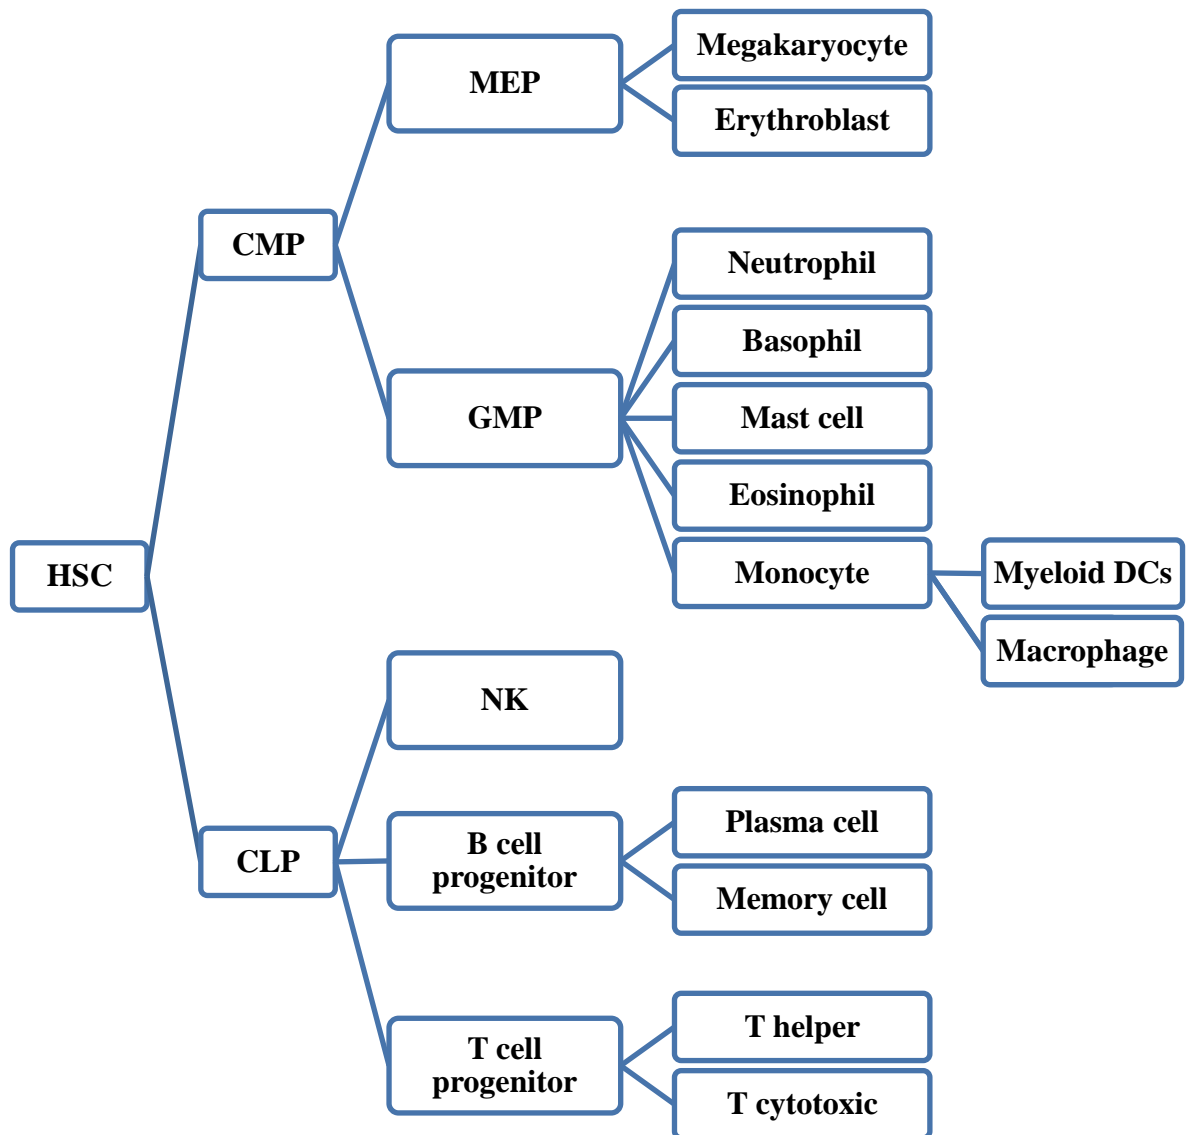 HSC
CMP
MEP
Megakaryocyte
Erythroblast
GMP
Neutrophil
Basophil
Mast cell
Eosinophil
Monocyte
Myeloid DCs
Macrophage
CLP
NK
B cell
progenitor
Plasma cell
Memory cell
T cell
progenitor
T helper
T cytotoxic